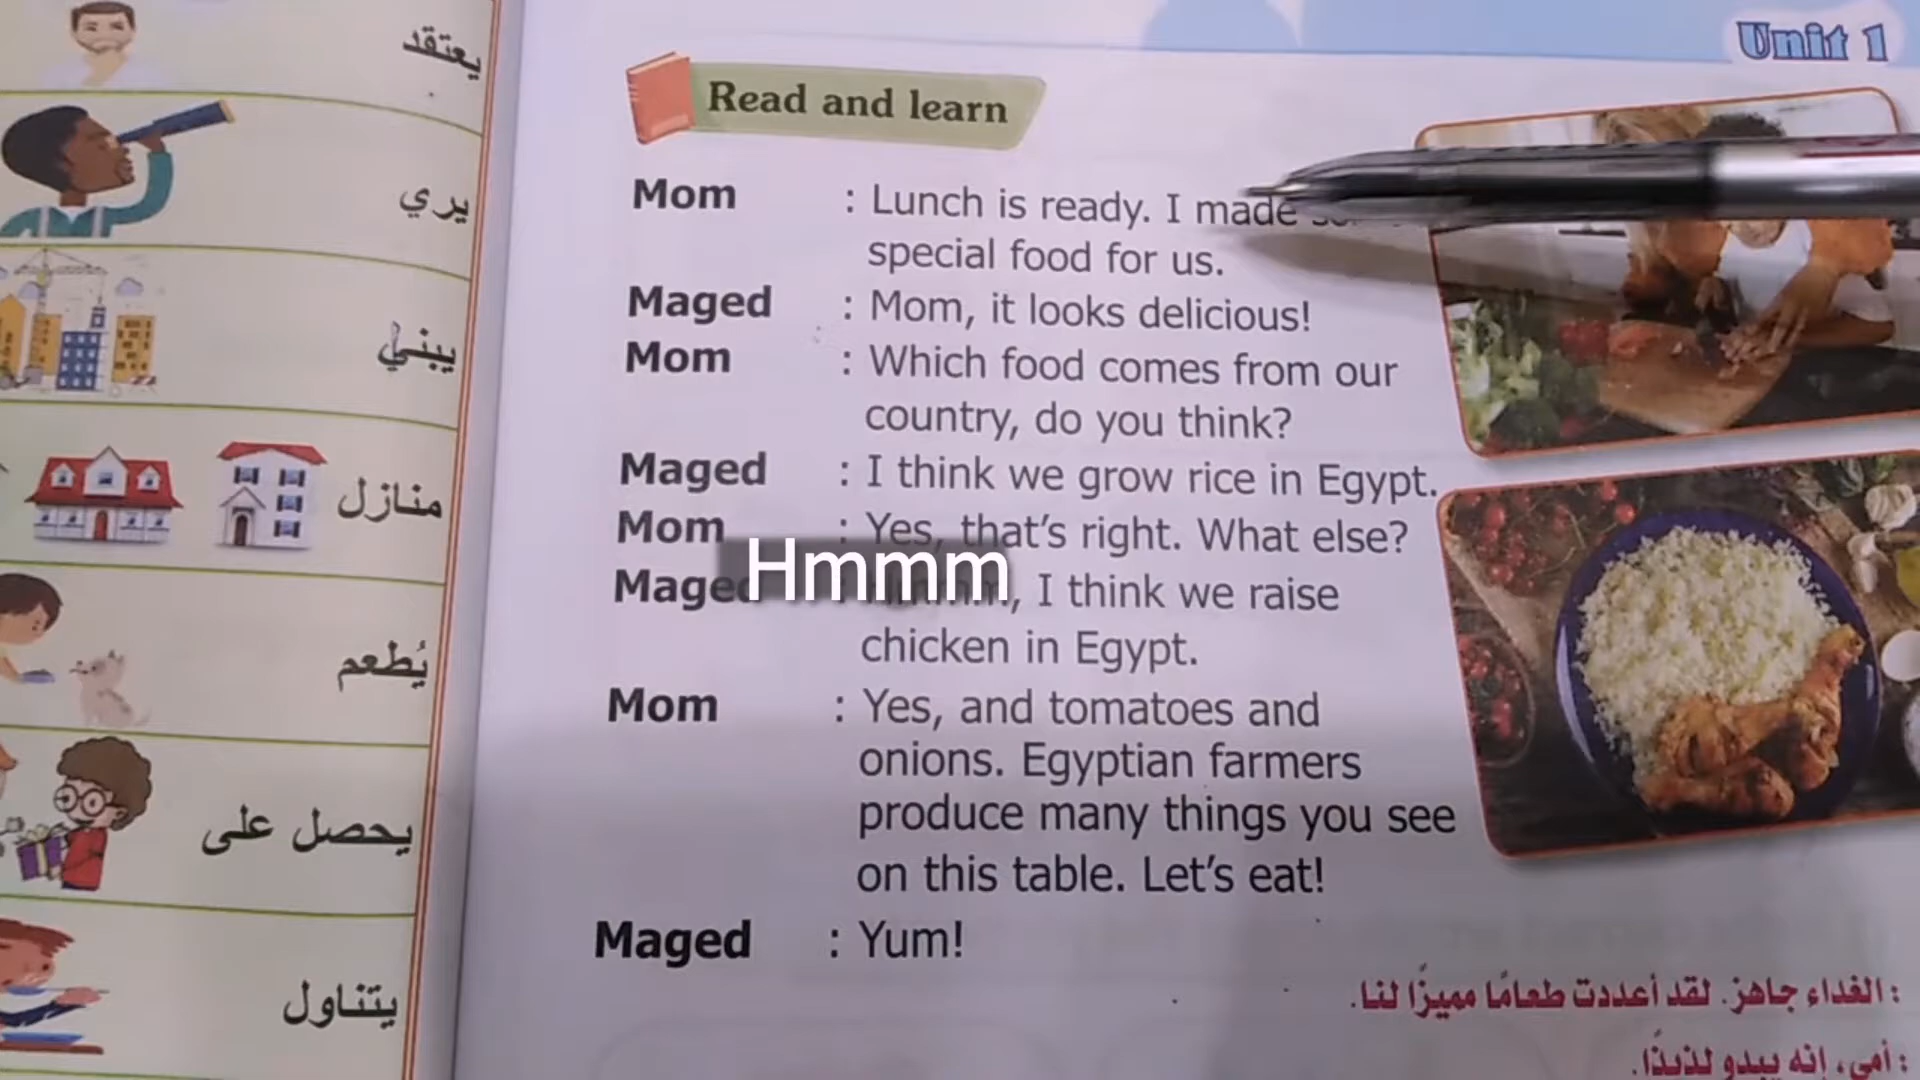 Unit 1
Read and learn
Mom : Lunch is ready. I made
special food for us.
Maged : Mom, it looks delicious!
Mom : Which food comes from our
country, do you think?
Maged : I think we grow rice in Egypt.
Mom : Yes, that's right. What else?
Maged : , I think we raise
Hmmm
chicken in Egypt.
Mom : Yes, and tomatoes and
onions. Egyptian farmers
produce many things you see
on this table. Let's eat!
Maged : Yum!
: الغداء جاهز. لقد أعددت طعامًا مميزًا لنا.
: أمي، إنه يبدو لذيذًا.
يعتقد
يري
يبني
منازل
يُطعم
يحصل على
يتناول